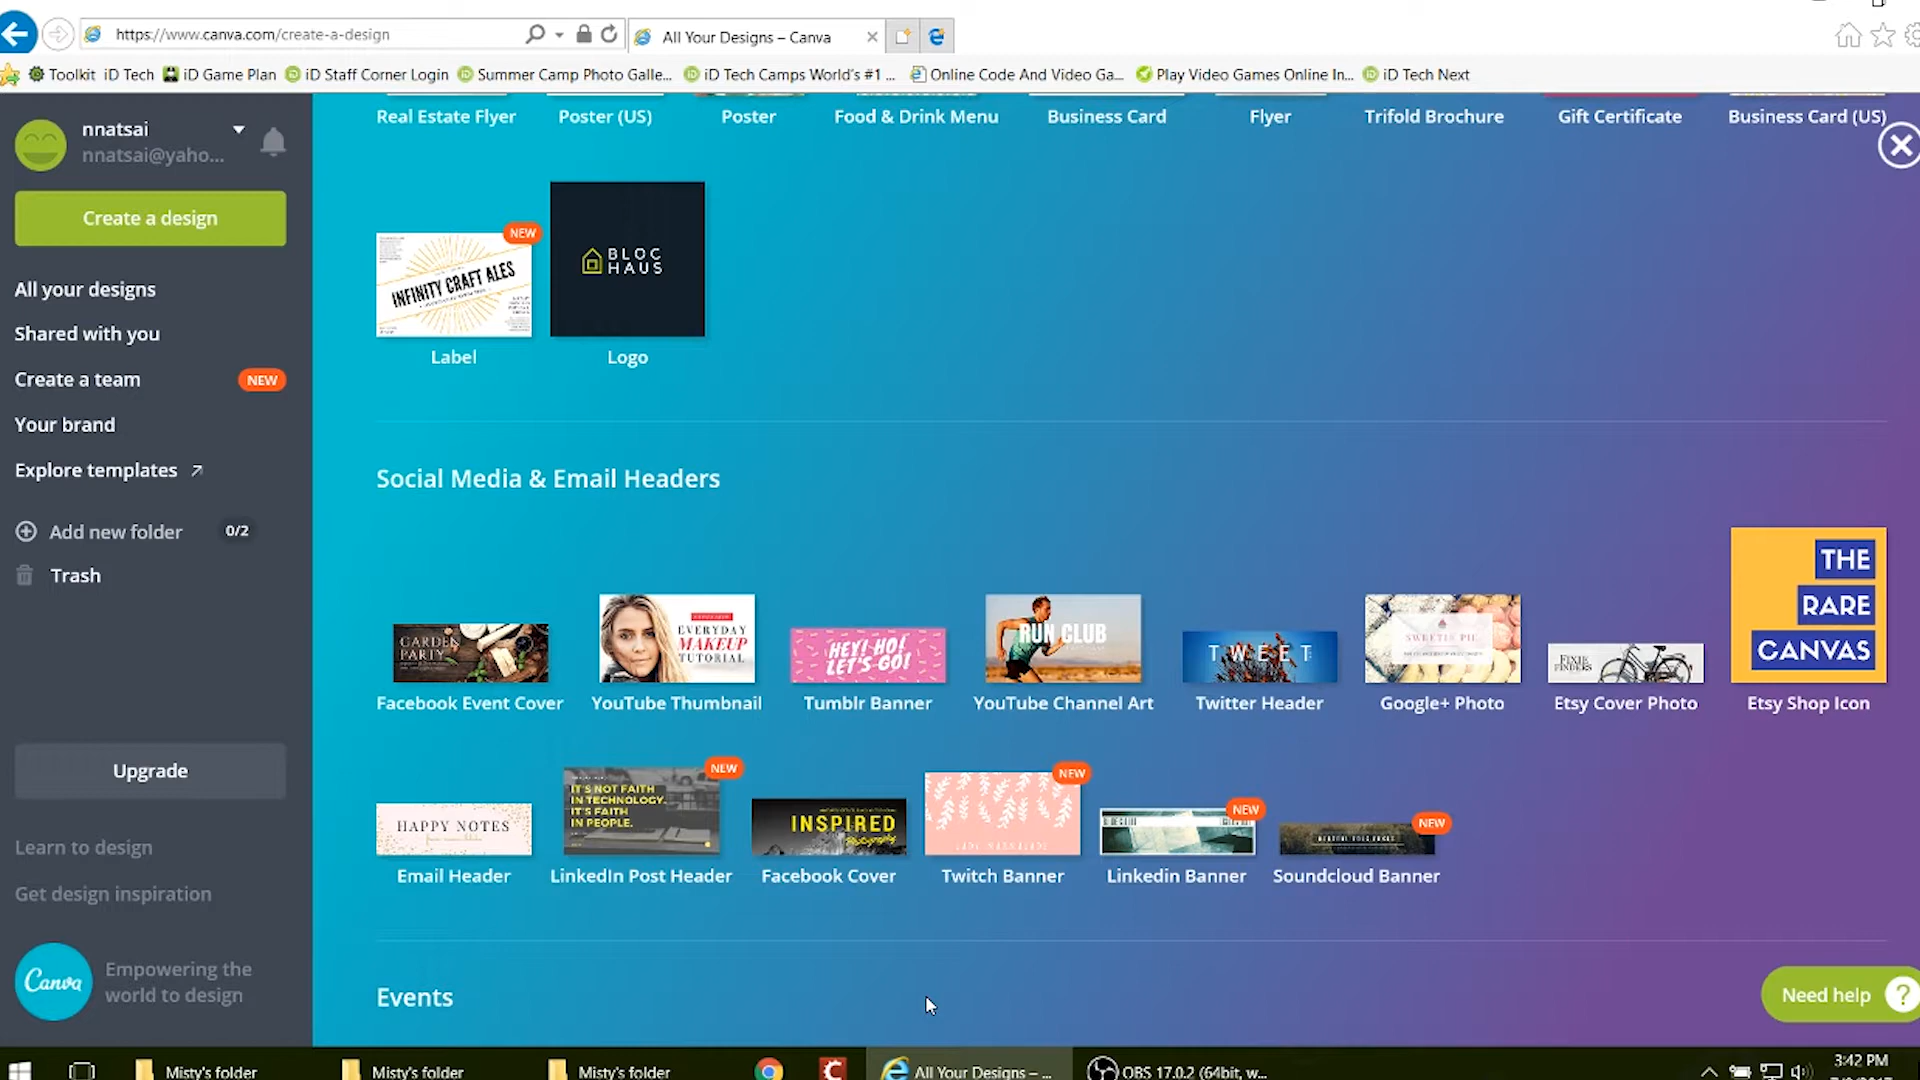 https://www.canva.com/create-a-design
All Your Designs – Canva
Toolkit
iD Tech
iD Game Plan
iD Staff Corner Login
Summer Camp Photo Galle...
iD Tech Camps World's #1 ...
Online Code And Video Ga...
Play Video Games Online In...
iD Tech Next
nnatsai
nnatsai@yaho...
Create a design
All your designs
Shared with you
Create a team NEW
Your brand
Explore templates
Add new folder 0/2
Trash
Upgrade
Learn to design
Get design inspiration
Canva
Empowering the
world to design
Real Estate Flyer
Poster (US)
Poster
Food & Drink Menu
Business Card
Flyer
Trifold Brochure
Gift Certificate
Business Card (US)
NEW
INFINITY CRAFT ALES
Label
BLOC
HAUS
Logo
Social Media & Email Headers
GARDEN
PARTY
Facebook Event Cover
EVERYDAY
MAKEUP
TUTORIAL
YouTube Thumbnail
HEY! HO!
LET'S GO!
Tumblr Banner
RUN CLUB
YouTube Channel Art
TWEET
Twitter Header
SWEETIE PIE
Google+ Photo
FIXIE
FINDERS
Etsy Cover Photo
THE
RARE
CANVAS
Etsy Shop Icon
HAPPY NOTES
Email Header
NEW
IT'S NOT FAITH
IN TECHNOLOGY.
IT'S FAITH
IN PEOPLE.
LinkedIn Post Header
INSPIRED
Photography
Facebook Cover
NEW
LADY MARMALADE
Twitch Banner
NEW
Linkedin Banner
NEW
Soundcloud Banner
Events
Need help ?
Misty's folder
Misty's folder
Misty's folder
All Your Designs – ...
OBS 17.0.2 (64bit, w...
3:42 PM